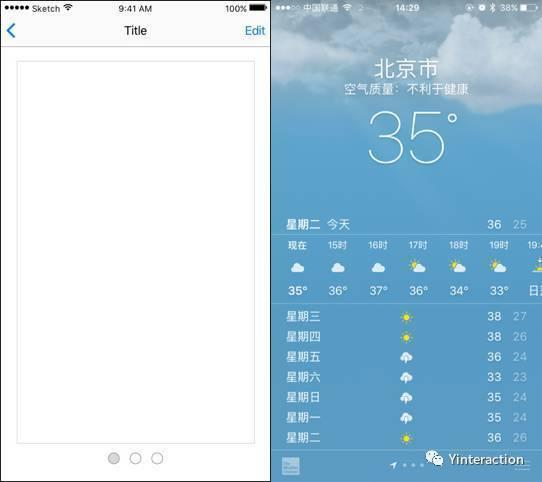 Sketch 9:41 AM 100%
Title Edit
中国联通 14:29 38%
北京市
空气质量：不利于健康
35°
星期二 今天 36 25
现在 15时 16时 17时 18时 19时
35° 36° 37° 36° 34° 33°
星期三 38 27
星期四 38 26
星期五 36 24
星期六 33 23
星期日 35 24
星期一 35 24
星期二 36 26
Yinteraction